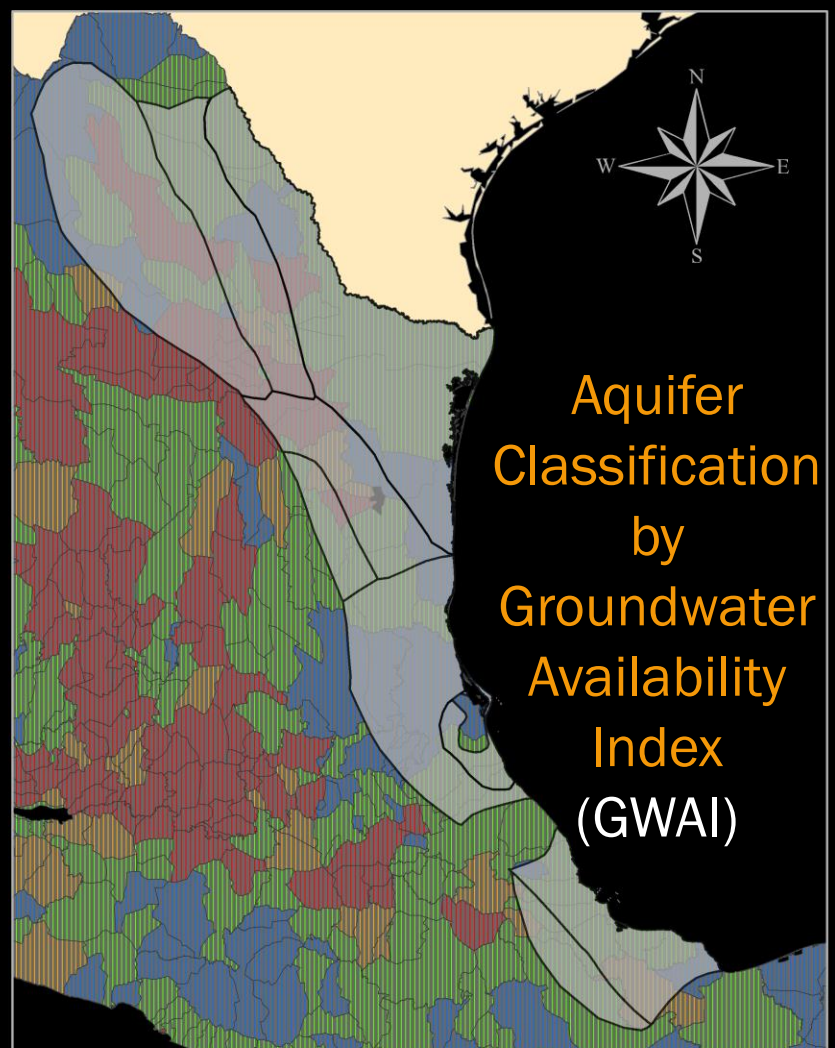 N
W
E
S
Aquifer
Classification
by
Groundwater
Availability
Index
(GWAI)